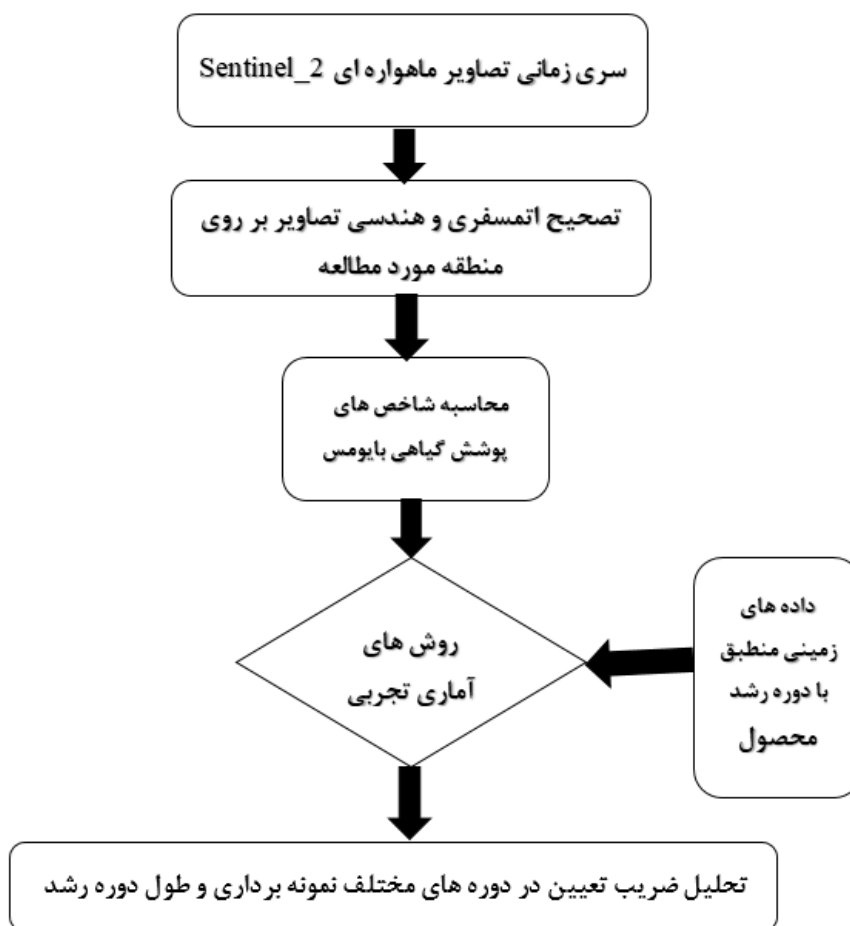 سری زمانی تصاویر ماهواره ای Sentinel_2
تصحیح اتمسفری و هندسی تصاویر بر روی
منطقه مورد مطالعه
محاسبه شاخص های
پوشش گیاهی بایومس
روش های
آماری تجربی
داده های
زمینی منطبق
با دوره رشد
محصول
تحلیل ضریب تعیین در دوره های مختلف نمونه برداری و طول دوره رشد